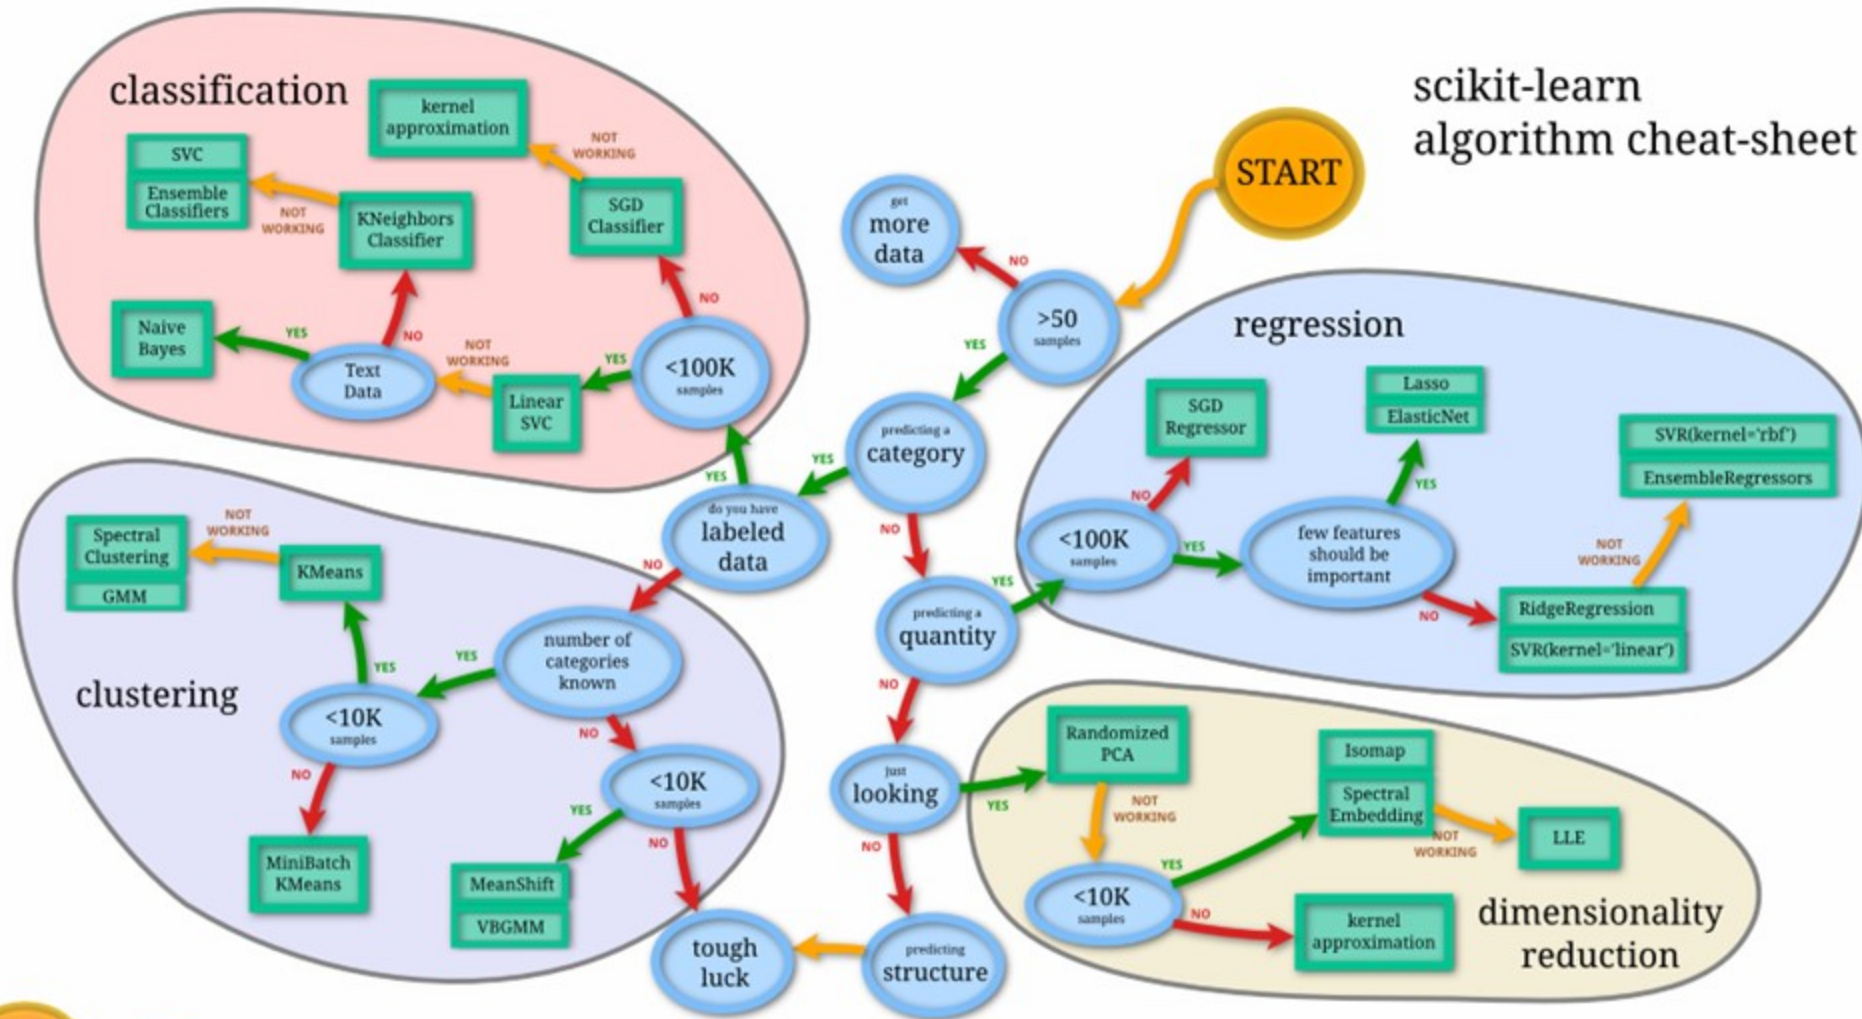 scikit-learn
algorithm cheat-sheet
START
classification
kernel
approximation
NOT
WORKING
SVC
Ensemble
Classifiers
NOT
WORKING
KNeighbors
Classifier
SGD
Classifier
NO
Naive
Bayes
YES
Text
Data
NO
NOT
WORKING
Linear
SVC
YES
<100K
samples
YES
get
more
data
NO
>50
samples
YES
predicting a
category
YES
NO
do you have
labeled
data
NO
predicting a
quantity
YES
NO
just
looking
YES
NO
predicting
structure
tough
luck
regression
SGD
Regressor
NO
<100K
samples
YES
few features
should be
important
YES
Lasso
ElasticNet
NO
RidgeRegression
SVR(kernel='linear')
NOT
WORKING
SVR(kernel='rbf')
EnsembleRegressors
clustering
Spectral
Clustering
GMM
NOT
WORKING
KMeans
YES
<10K
samples
YES
number of
categories
known
NO
NO
MiniBatch
KMeans
<10K
samples
YES
NO
MeanShift
VBGMM
dimensionality
reduction
Randomized
PCA
NOT
WORKING
<10K
samples
YES
NO
kernel
approximation
Isomap
Spectral
Embedding
NOT
WORKING
LLE